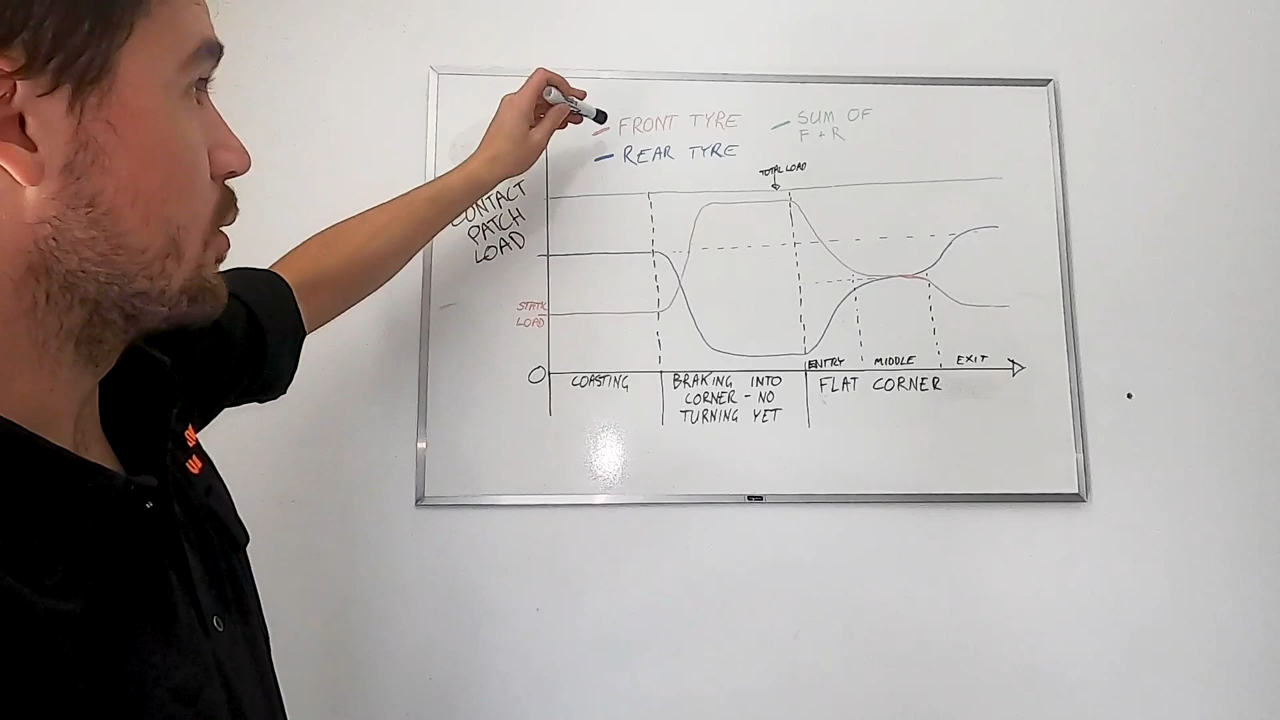 FRONT TYRE
SUM OF
F + R
REAR TYRE
TOTAL LOAD
CONTACT
PATCH
LOAD
STATIC
LOAD
ENTRY MIDDLE EXIT
O COASTING
BRAKING INTO
CORNER - NO
TURNING YET
FLAT CORNER